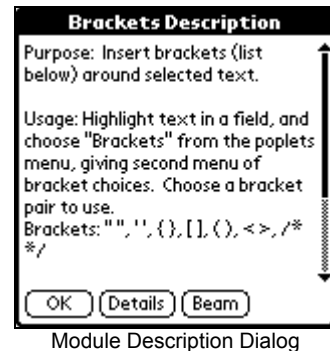 Brackets Description
Purpose: Insert brackets (list
below) around selected text.
Usage: Highlight text in a field, and
choose "Brackets" from the poplets
menu, giving second menu of
bracket choices. Choose a bracket
pair to use.
Brackets: " ", ' ', { }, [ ], ( ), < >, /*
*/
OK Details Beam
Module Description Dialog